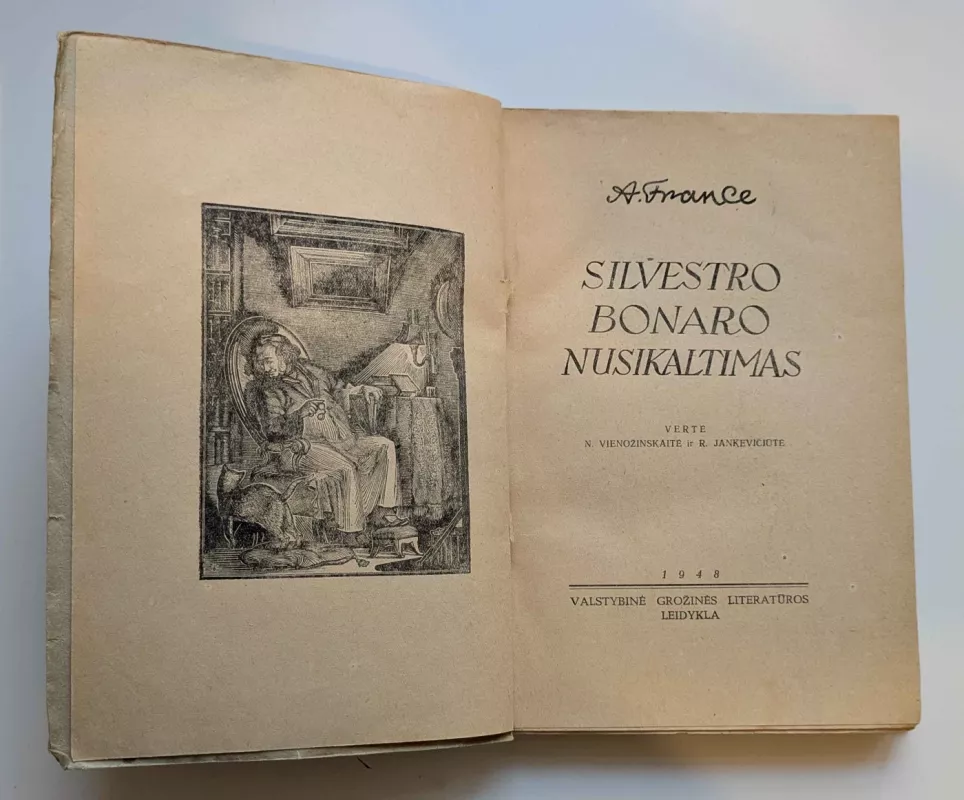 A. France
SILVESTRO
BONARO
NUSIKALTIMAS
VERTĖ
N. VIENOŽINSKAITĖ ir R. JANKEVIČIŪTĖ
1948
VALSTYBINĖ GROŽINĖS LITERATŪROS
LEIDYKLA